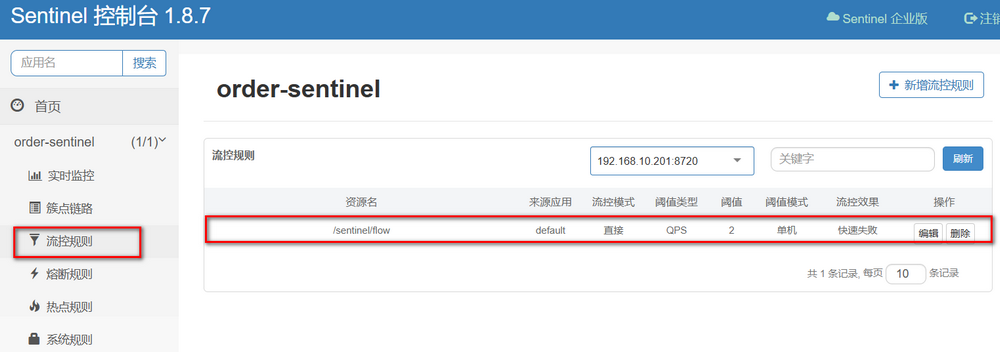 Sentinel 控制台 1.8.7
Sentinel 企业版
注销
应用名
搜索
首页
order-sentinel
(1/1)
实时监控
簇点链路
流控规则
熔断规则
热点规则
系统规则
order-sentinel
新增流控规则
流控规则
192.168.10.201:8720
关键字
刷新
资源名 来源应用 流控模式 阈值类型 阈值 阈值模式 流控效果 操作
/sentinel/flow default 直接 QPS 2 单机 快速失败 编辑 删除
共 1 条记录, 每页 10 条记录